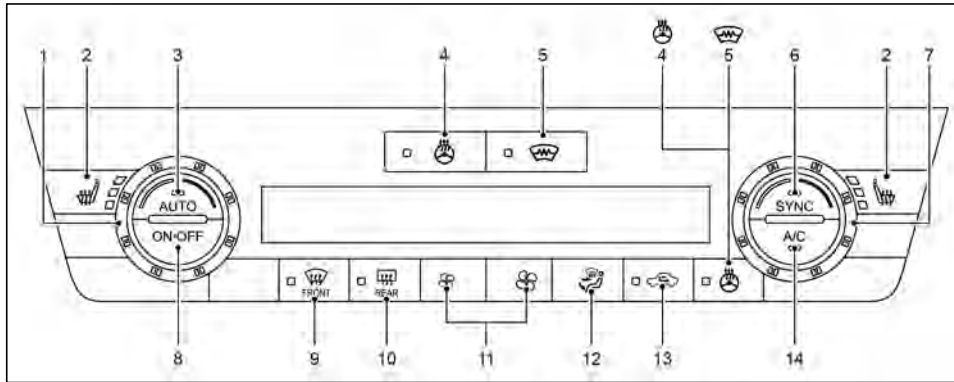 1 2 3 4 5 4 5 6 2 7
AUTO
ON·OFF
SYNC
A/C
FRONT
REAR
8 9 10 11 12 13 14